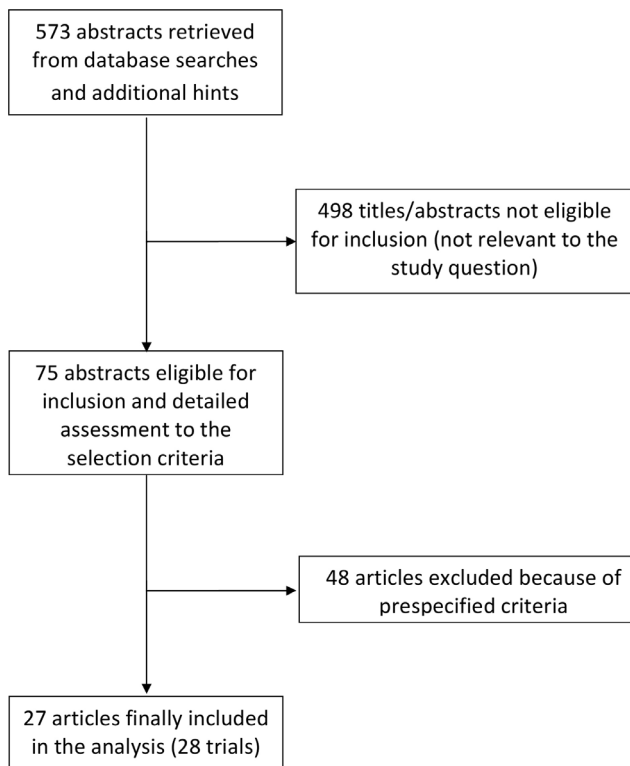 573 abstracts retrieved
from database searches
and additional hints
498 titles/abstracts not eligible
for inclusion (not relevant to the
study question)
75 abstracts eligible for
inclusion and detailed
assessment to the
selection criteria
48 articles excluded because of
prespecified criteria
27 articles finally included
in the analysis (28 trials)